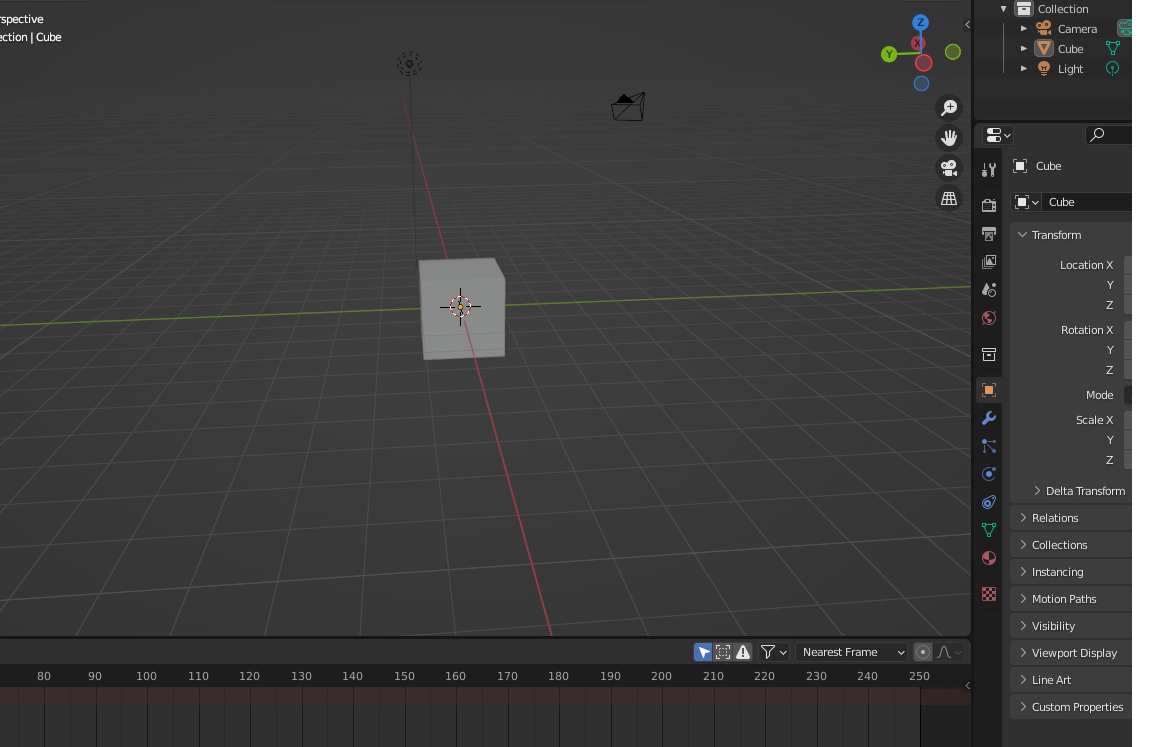 rspective
ection | Cube
Z
X
Y
Collection
Camera
Cube
Light
Cube
Cube
Transform
Location X
Y
Z
Rotation X
Y
Z
Mode
Scale X
Y
Z
Delta Transform
Relations
Collections
Instancing
Motion Paths
Visibility
Viewport Display
Line Art
Custom Properties
Nearest Frame
80 90 100 110 120 130 140 150 160 170 180 190 200 210 220 230 240 250